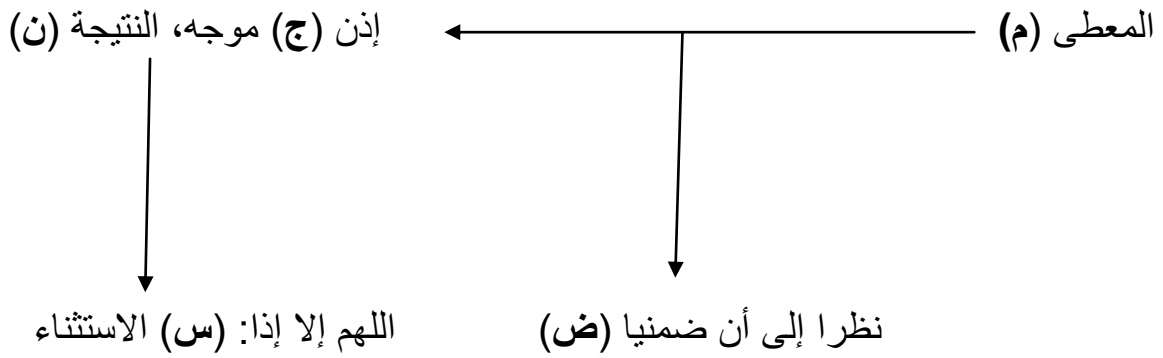 المعطى (م) إذن (ج) موجه، النتيجة (ن)
نظرا إلى أن ضمنيا (ض) اللهم إلا إذا: (س) الاستثناء